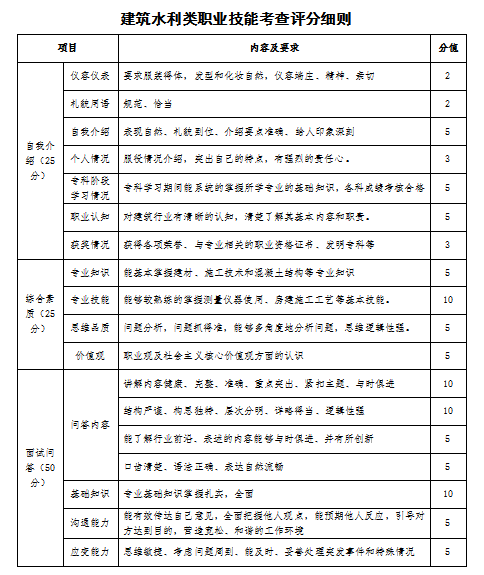 建筑水利类职业技能考查评分细则
项目 内容及要求 分值
自我介
绍（25
分）
仪容仪表 要求服装得体，发型和化妆自然，仪容端庄、精神、亲切 2
礼貌用语 规范、恰当 2
自我介绍 表现自然、礼貌到位、介绍要点准确、给人印象深刻 5
个人情况 服役情况介绍，突出自己的特点，有强烈的责任心。 3
专科阶段
学习情况 专科学习期间能系统的掌握所学专业的基础知识，各科成绩考核合格 5
职业认知 对建筑行业有清晰的认知，清楚了解其基本内容和职责。 5
获奖情况 获得各项荣誉、与专业相关的职业资格证书、发明专科等 3
综合素
质（25
分）
专业知识 能基本掌握建材、施工技术和混凝土结构等专业知识 5
专业技能 能够较熟练的掌握测量仪器使用、房建施工工艺等基本技能。 10
思维品质 问题分析，问题抓得准，能够多角度地分析问题，思维逻辑性强。 5
价值观 职业观及社会主义核心价值观方面的认识 5
面试问
答（50
分）
问答内容
讲解内容健康、完整、准确、重点突出、紧扣主题、与时俱进 10
结构严谨、构思独特、层次分明、详略得当、逻辑性强 10
能了解行业前沿、表述的内容能够与时俱进、并有所创新 5
口齿清楚、语法正确、表达自然流畅 5
基础知识 专业基础知识掌握扎实，全面 10
沟通能力 能有效传达自己意见，全面把握他人观点，能预期他人反应，引导对
方达到目的，营造宽松、和谐的工作环境 5
应变能力 思维敏捷、考虑问题周到、能及时、妥善处理突发事件和特殊情况 5